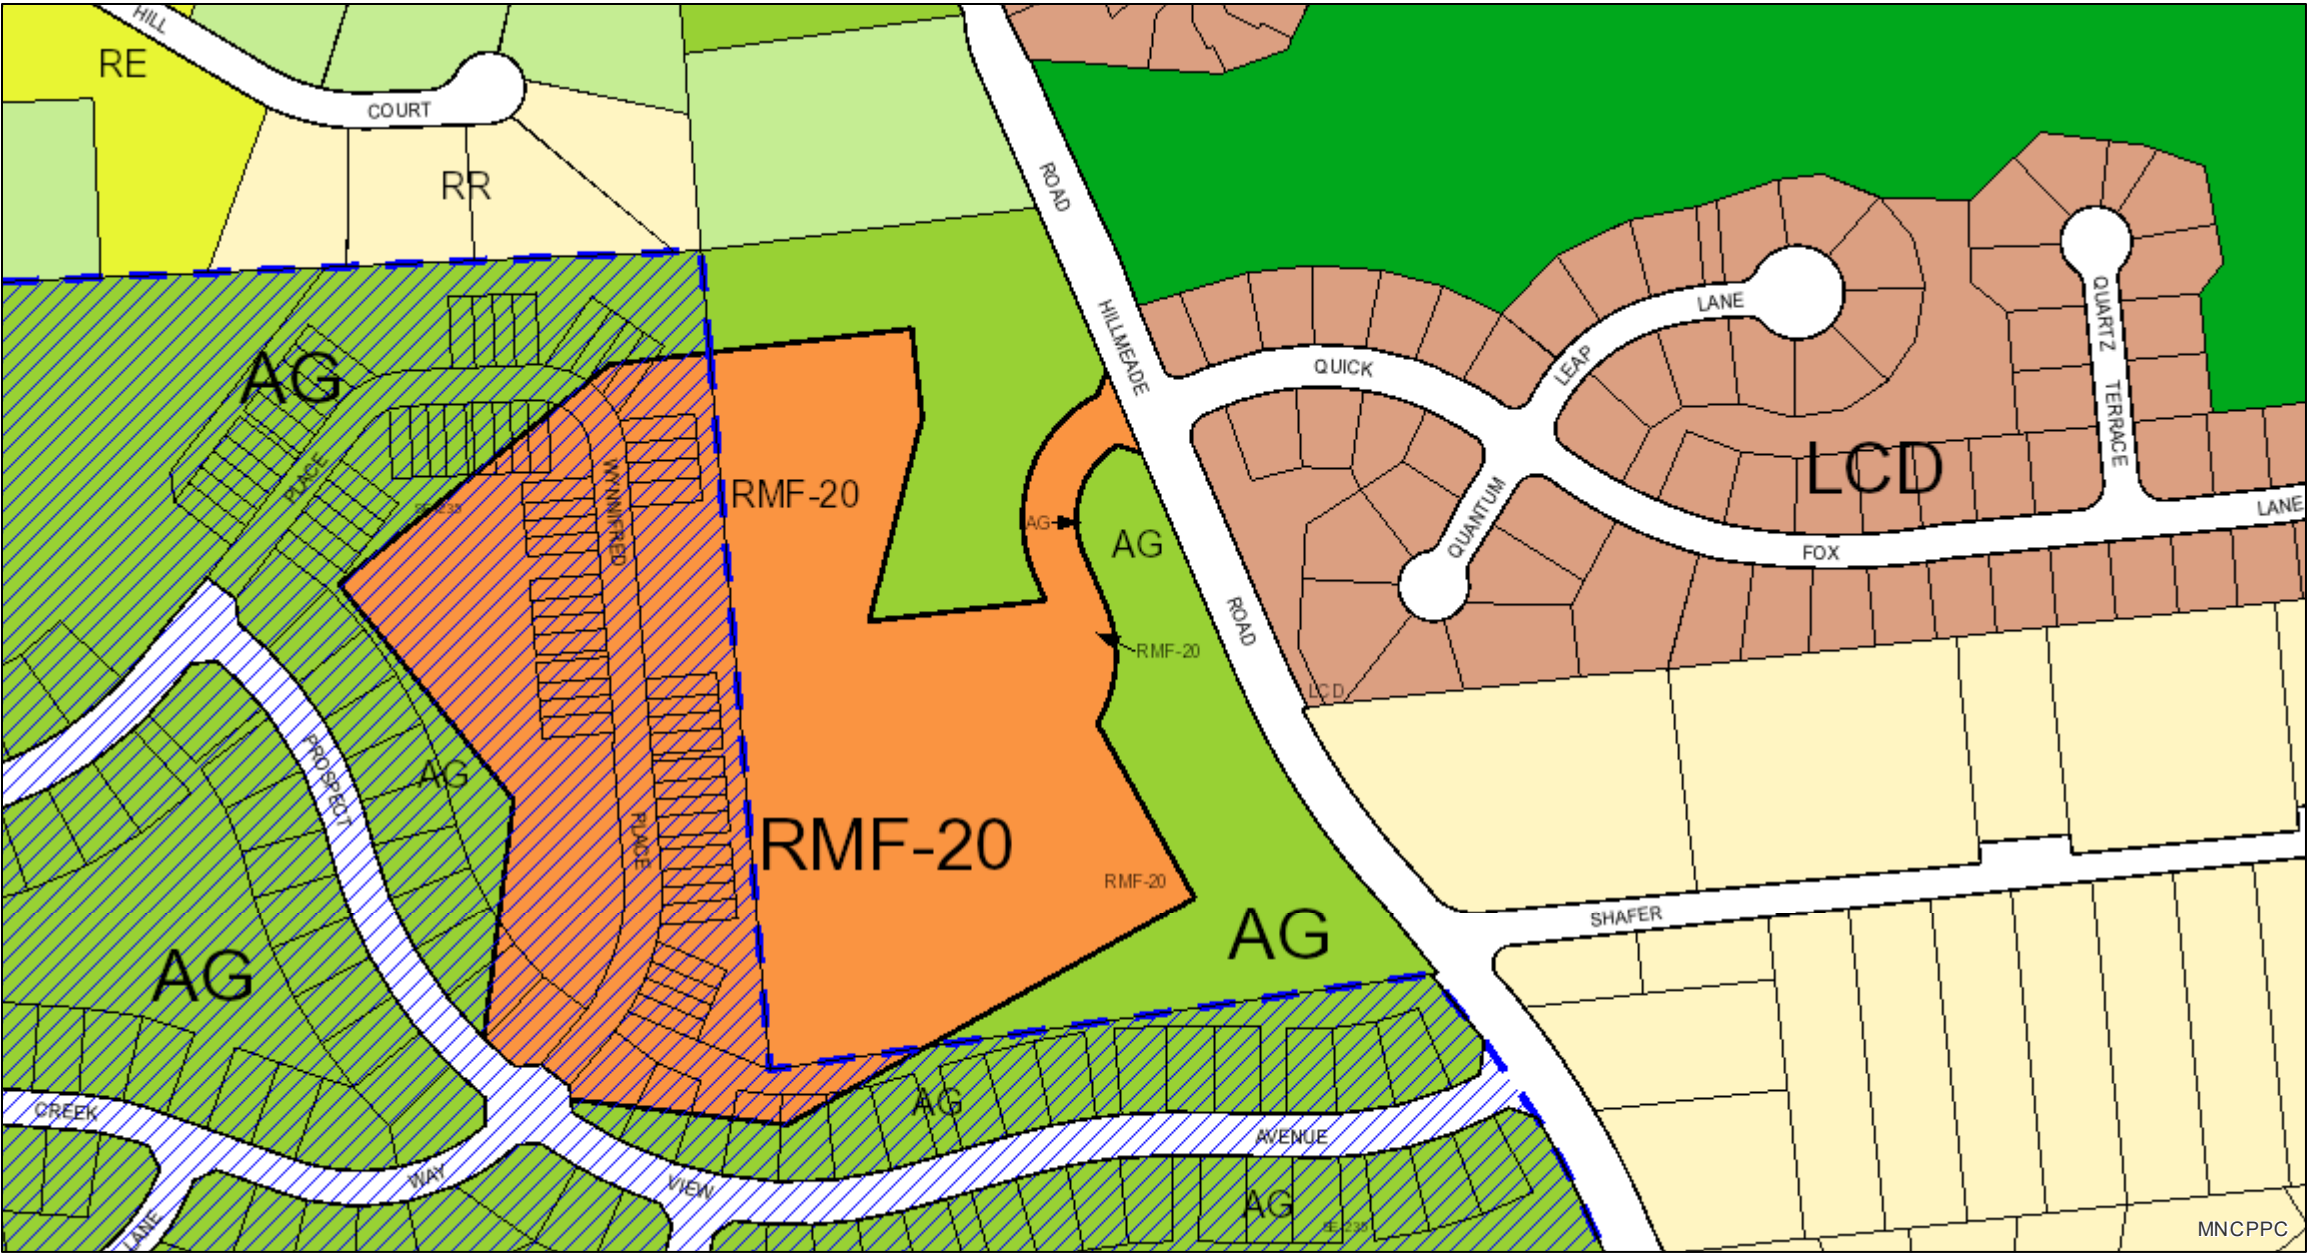 HILL
RE
COURT
RR
ROAD
HILLMEADE
QUICK
LEAP
LANE
QUARTZ
TERRACE
AG
PLACE
WYNNIFRED
RMF-20
AG
AG
LCD
QUANTUM
LANE
FOX
ROAD
RMF-20
LCD
PROSPECT
AG
PLACE
RMF-20
RMF-20
SHAFER
AG
AG
CREEK
WAY
VIEW
AG
AVENUE
AG
LANE
MNCPPC